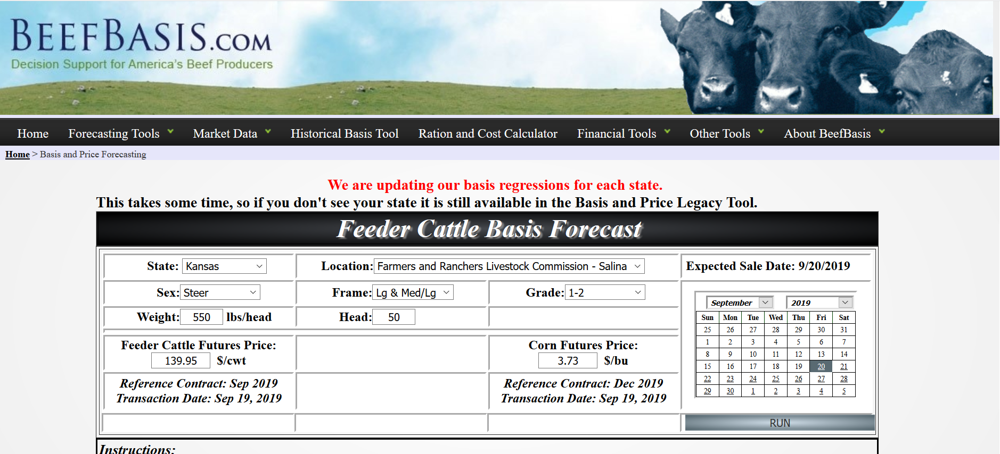 BEEFBASIS.COM
Decision Support for America's Beef Producers
Home Forecasting Tools Market Data Historical Basis Tool Ration and Cost Calculator Financial Tools Other Tools About BeefBasis
Home > Basis and Price Forecasting
We are updating our basis regressions for each state.
This takes some time, so if you don't see your state it is still available in the Basis and Price Legacy Tool.
Feeder Cattle Basis Forecast
State: Kansas Location: Farmers and Ranchers Livestock Commission - Salina Expected Sale Date: 9/20/2019
Sex: Steer Frame: Lg & Med/Lg Grade: 1-2
Weight: 550 lbs/head Head: 50
Feeder Cattle Futures Price: Corn Futures Price:
139.95 $/cwt 3.73 $/bu
Reference Contract: Sep 2019 Reference Contract: Dec 2019
Transaction Date: Sep 19, 2019 Transaction Date: Sep 19, 2019
September 2019
Sun Mon Tue Wed Thu Fri Sat
25 26 27 28 29 30 31
1 2 3 4 5 6 7
8 9 10 11 12 13 14
15 16 17 18 19 20 21
22 23 24 25 26 27 28
29 30 1 2 3 4 5
RUN
Instructions: